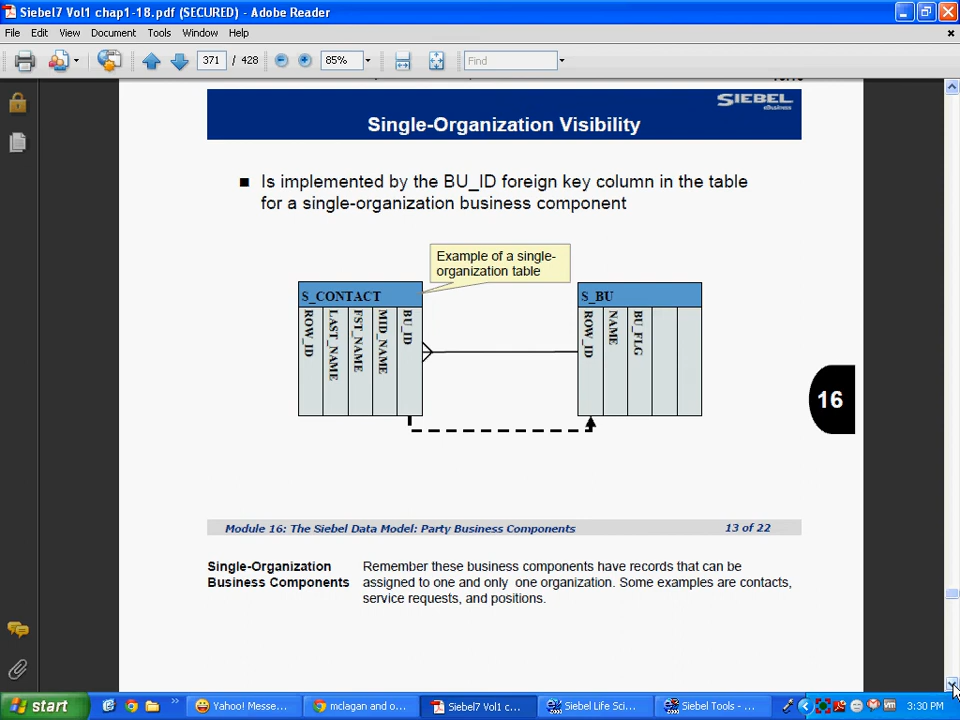 Siebel7 Vol1 chap1-18.pdf (SECURED) - Adobe Reader
File Edit View Document Tools Window Help
371 / 428 85% Find
SIEBEL
eBusiness
Single-Organization Visibility
Is implemented by the BU_ID foreign key column in the table
for a single-organization business component
Example of a single-
organization table
S_CONTACT
ROW_ID
LAST_NAME
FST_NAME
MID_NAME
BU_ID
S_BU
ROW_ID
NAME
BU_FLG
16
Module 16: The Siebel Data Model: Party Business Components 13 of 22
Single-Organization
Business Components
Remember these business components have records that can be
assigned to one and only one organization. Some examples are contacts,
service requests, and positions.
start
Yahoo! Messe...
mclagan and o...
Siebel7 Vol1 c...
Siebel Life Sci...
Siebel Tools - ...
3:30 PM